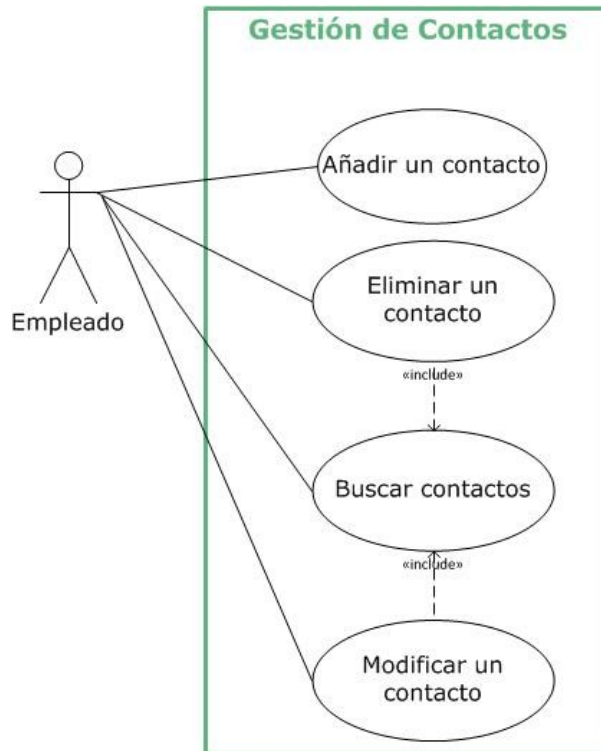 Gestión de Contactos
Añadir un contacto
Eliminar un
contacto
Empleado
«include»
Buscar contactos
«include»
Modificar un
contacto